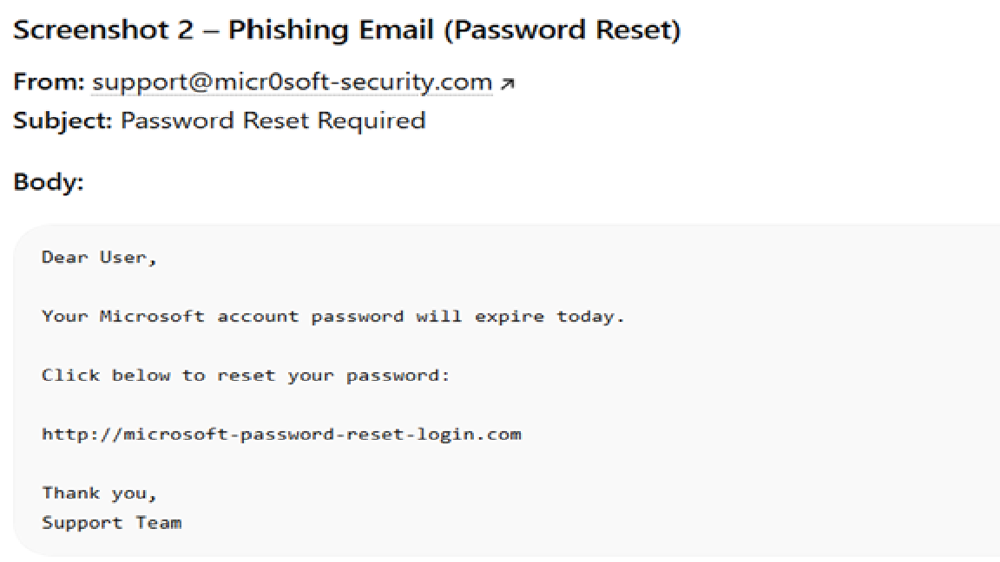 Screenshot 2 – Phishing Email (Password Reset)
From: support@micr0soft-security.com ↗
Subject: Password Reset Required
Body:
Dear User,
Your Microsoft account password will expire today.
Click below to reset your password:
http://microsoft-password-reset-login.com
Thank you,
Support Team